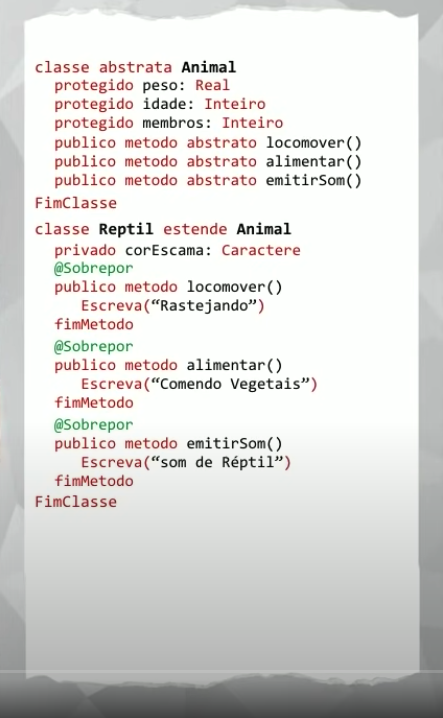 classe abstrata Animal
protegido peso: Real
protegido idade: Inteiro
protegido membros: Inteiro
publico metodo abstrato locomover()
publico metodo abstrato alimentar()
publico metodo abstrato emitirSom()
FimClasse
classe Reptil estende Animal
privado corEscama: Caractere
@Sobrepor
publico metodo locomover()
Escreva(“Rastejando”)
fimMetodo
@Sobrepor
publico metodo alimentar()
Escreva(“Comendo Vegetais”)
fimMetodo
@Sobrepor
publico metodo emitirSom()
Escreva(“som de Réptil”)
fimMetodo
FimClasse